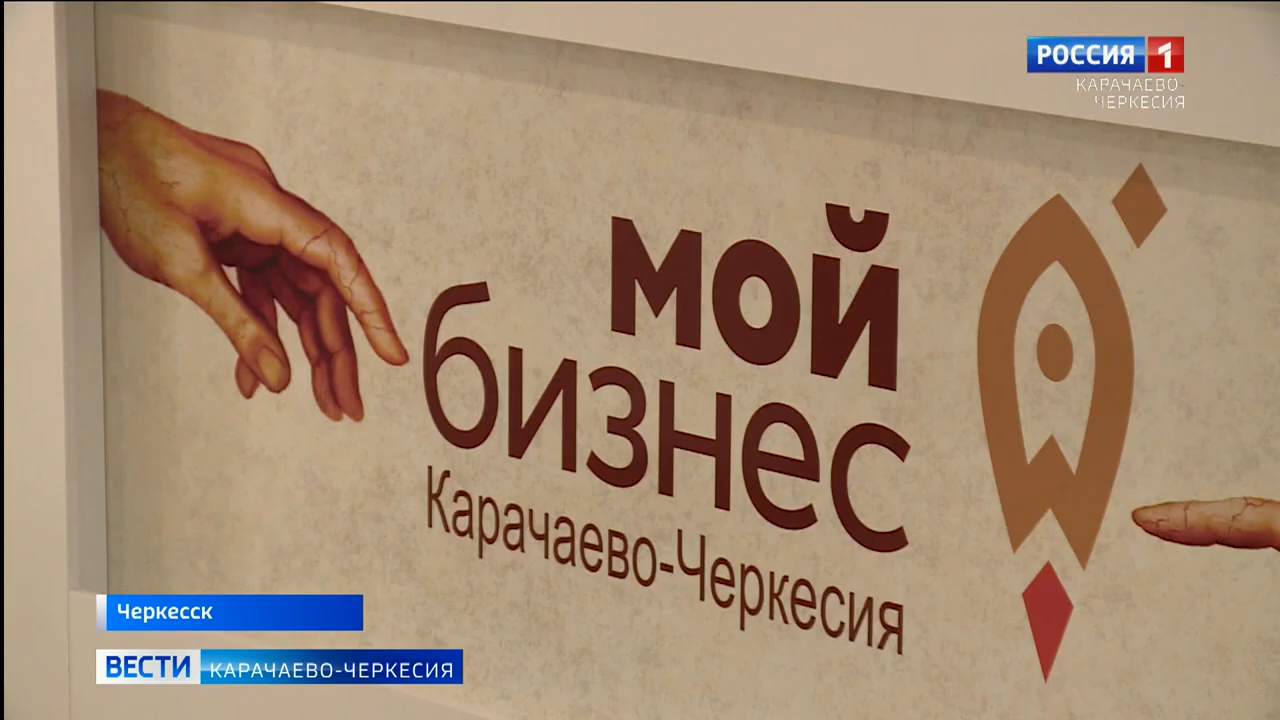 РОССИЯ 1
КАРАЧАЕВО-
ЧЕРКЕСИЯ
мой
бизнес
Карачаево-Черкесия
Черкесск
ВЕСТИ КАРАЧАЕВО-ЧЕРКЕСИЯ